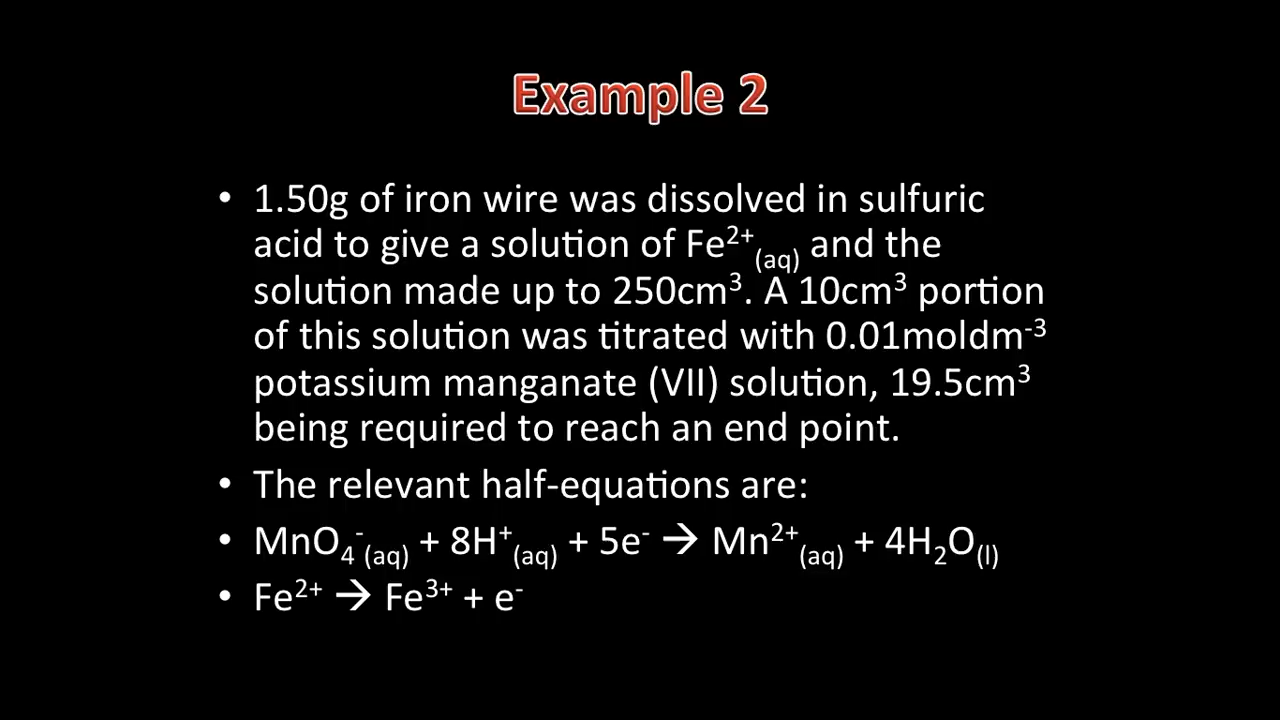 Example 2
• 1.50g of iron wire was dissolved in sulfuric
acid to give a solution of Fe²⁺₍aq₎ and the
solution made up to 250cm³. A 10cm³ portion
of this solution was titrated with 0.01moldm⁻³
potassium manganate (VII) solution, 19.5cm³
being required to reach an end point.
• The relevant half-equations are:
• MnO₄⁻(aq) + 8H⁺(aq) + 5e⁻ → Mn²⁺(aq) + 4H₂O(l)
• Fe²⁺ → Fe³⁺ + e⁻